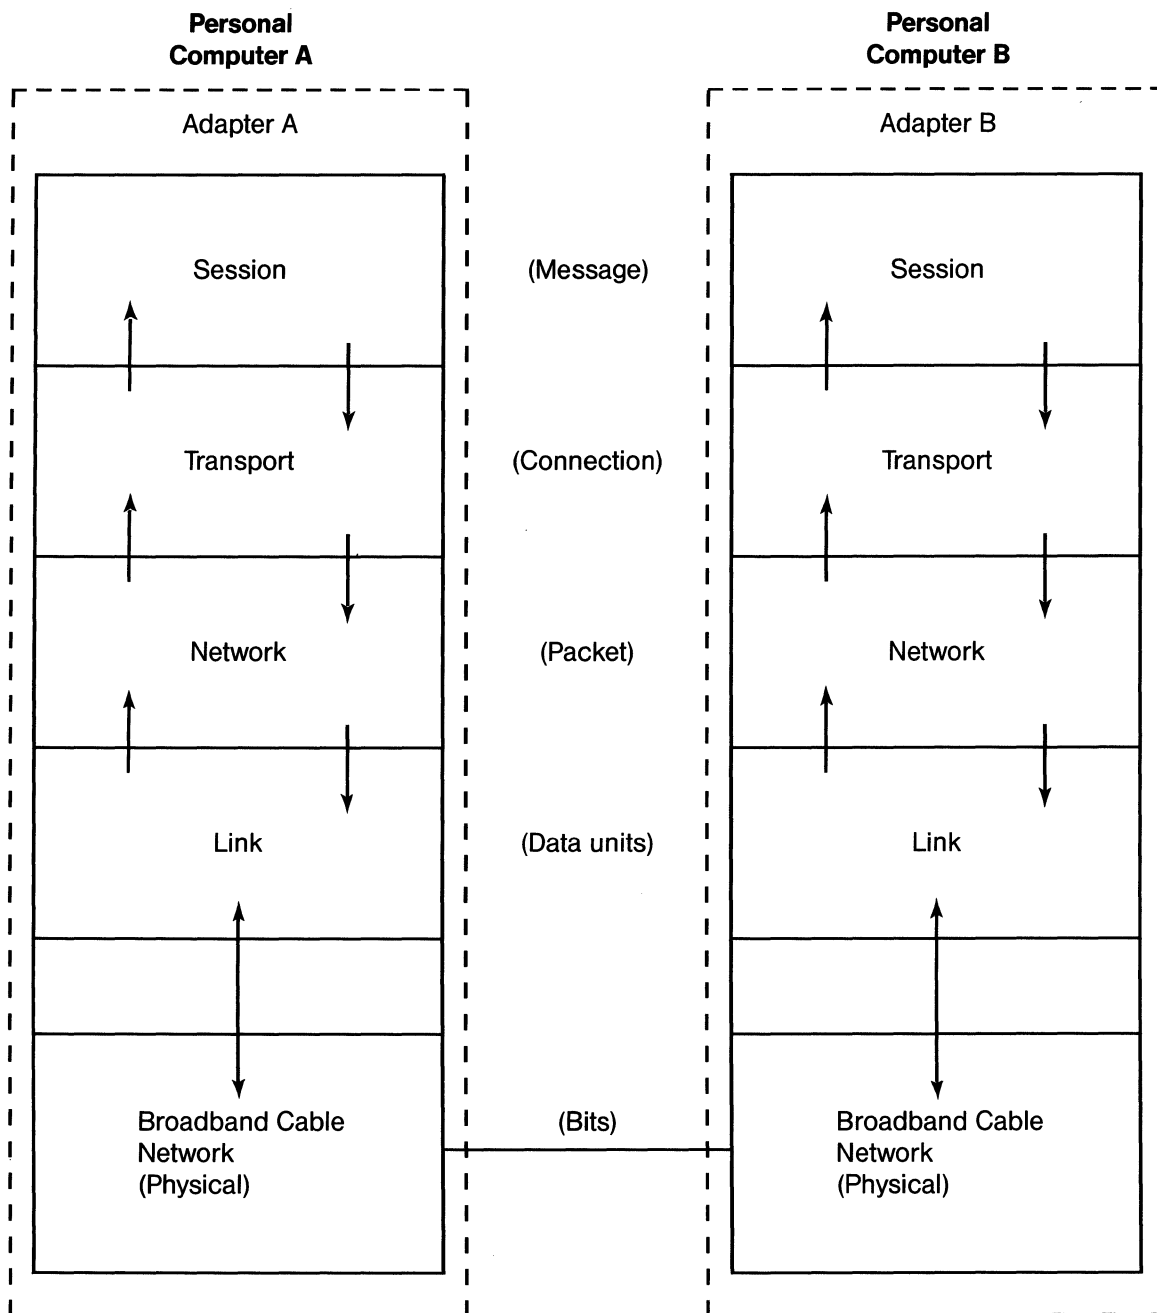 Personal
Computer A
Personal
Computer B
Adapter A
Adapter B
Session
(Message)
Session
Transport
(Connection)
Transport
Network
(Packet)
Network
Link
(Data units)
Link
Broadband Cable
Network
(Physical)
(Bits)
Broadband Cable
Network
(Physical)